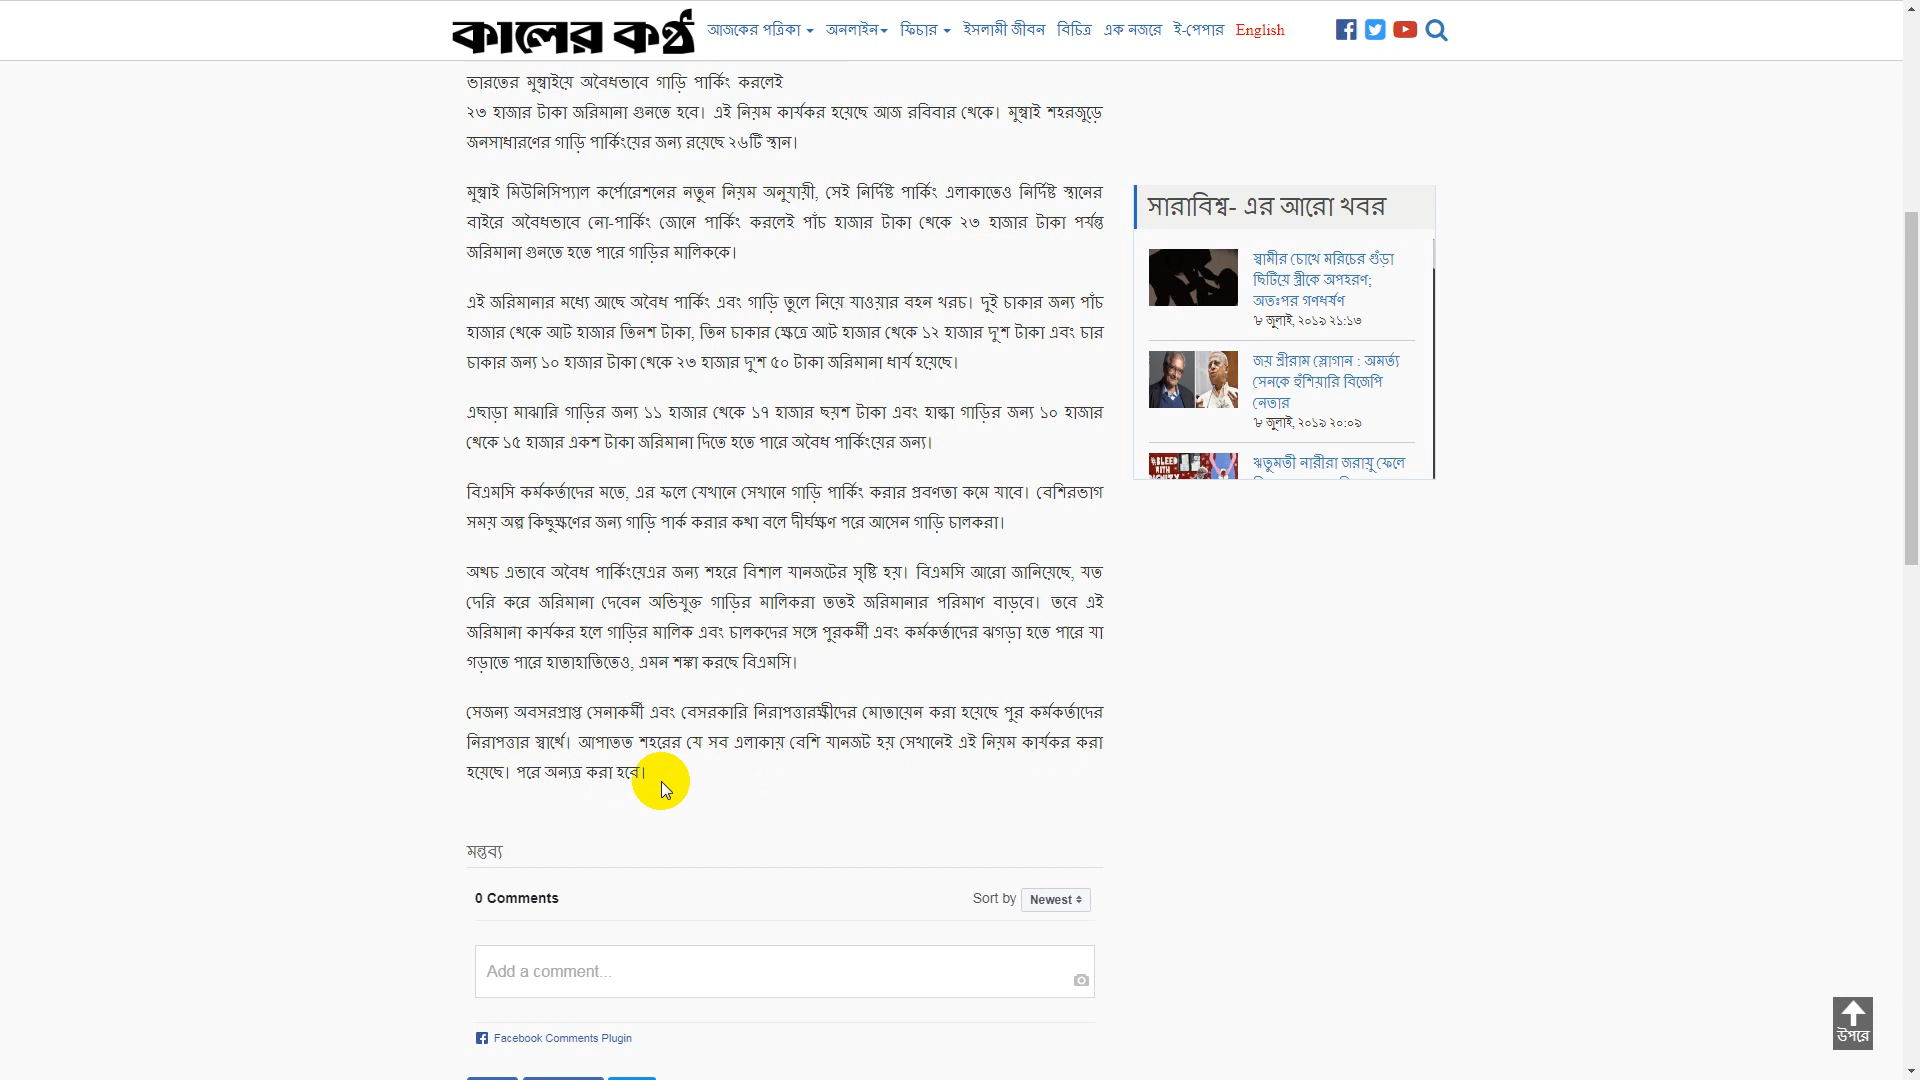 কালের কণ্ঠ
আজকের পত্রিকা অনলাইন ফিচার ইসলামী জীবন বিচিত্র এক নজরে ই-পেপার English
ভারতের মুম্বাইয়ে অবৈধভাবে গাড়ি পার্কিং করলেই
২৩ হাজার টাকা জরিমানা গুনতে হবে। এই নিয়ম কার্যকর হয়েছে আজ রবিবার থেকে। মুম্বাই শহরজুড়ে
জনসাধারণের গাড়ি পার্কিংয়ের জন্য রয়েছে ২৬টি স্থান।
মুম্বাই মিউনিসিপ্যাল কর্পোরেশনের নতুন নিয়ম অনুযায়ী, সেই নির্দিষ্ট পার্কিং এলাকাতেও নির্দিষ্ট স্থানের
বাইরে অবৈধভাবে নো-পার্কিং জোনে পার্কিং করলেই পাঁচ হাজার টাকা থেকে ২৩ হাজার টাকা পর্যন্ত
জরিমানা গুনতে হতে পারে গাড়ির মালিককে।
এই জরিমানার মধ্যে আছে অবৈধ পার্কিং এবং গাড়ি তুলে নিয়ে যাওয়ার বহন খরচ। দুই চাকার জন্য পাঁচ
হাজার থেকে আট হাজার তিনশ টাকা, তিন চাকার ক্ষেত্রে আট হাজার থেকে ১২ হাজার দু'শ টাকা এবং চার
চাকার জন্য ১০ হাজার টাকা থেকে ২৩ হাজার দু'শ ৫০ টাকা জরিমানা ধার্য হয়েছে।
এছাড়া মাঝারি গাড়ির জন্য ১১ হাজার থেকে ১৭ হাজার ছয়শ টাকা এবং হাল্কা গাড়ির জন্য ১০ হাজার
থেকে ১৫ হাজার একশ টাকা জরিমানা দিতে হতে পারে অবৈধ পার্কিংয়ের জন্য।
বিএমসি কর্মকর্তাদের মতে, এর ফলে যেখানে সেখানে গাড়ি পার্কিং করার প্রবণতা কমে যাবে। বেশিরভাগ
সময় অল্প কিছুক্ষণের জন্য গাড়ি পার্ক করার কথা বলে দীর্ঘক্ষণ পরে আসেন গাড়ি চালকরা।
অথচ এভাবে অবৈধ পার্কিংয়েএর জন্য শহরে বিশাল যানজটের সৃষ্টি হয়। বিএমসি আরো জানিয়েছে, যত
দেরি করে জরিমানা দেবেন অভিযুক্ত গাড়ির মালিকরা ততই জরিমানার পরিমাণ বাড়বে। তবে এই
জরিমানা কার্যকর হলে গাড়ির মালিক এবং চালকদের সঙ্গে পুরকর্মী এবং কর্মকর্তাদের ঝগড়া হতে পারে যা
গড়াতে পারে হাতাহাতিতেও, এমন শঙ্কা করছে বিএমসি।
সেজন্য অবসরপ্রাপ্ত সেনাকর্মী এবং বেসরকারি নিরাপত্তারক্ষীদের মোতায়েন করা হয়েছে পুর কর্মকর্তাদের
নিরাপত্তার স্বার্থে। আপাতত শহরের যে সব এলাকায় বেশি যানজট হয় সেখানেই এই নিয়ম কার্যকর করা
হয়েছে। পরে অন্যত্র করা হবে।
মন্তব্য
0 Comments
Sort by Newest
Add a comment...
Facebook Comments Plugin
সারাবিশ্ব- এর আরো খবর
স্বামীর চোখে মরিচের গুঁড়া
ছিটিয়ে স্ত্রীকে অপহরণ;
অতঃপর গণধর্ষণ
৮ জুলাই, ২০১৯ ২১:১৩
জয় শ্রীরাম স্লোগান : অমর্ত্য
সেনকে হুঁশিয়ারি বিজেপি
নেতার
৮ জুলাই, ২০১৯ ২০:০৯
#BLEED
WITH
ঋতুমতী নারীরা জরায়ু ফেলে
উপরে